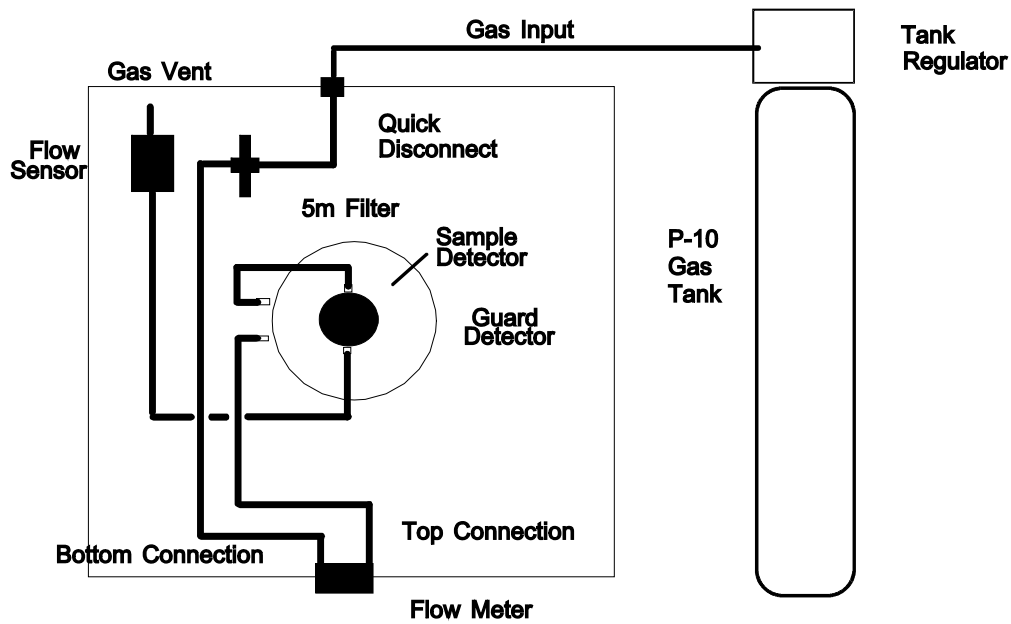 Gas Input
Tank
Regulator
Gas Vent
Quick
Disconnect
Flow
Sensor
5m Filter
Sample
Detector
P-10
Gas
Tank
Guard
Detector
Top Connection
Bottom Connection
Flow Meter